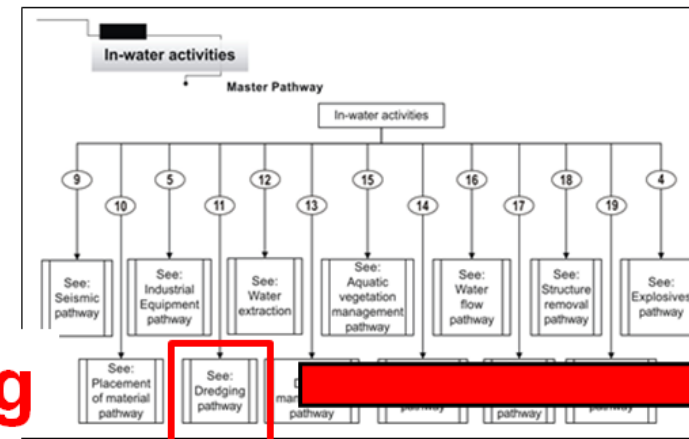 In-water activities
Master Pathway
In-water activities
9
5
12
15
16
18
4
10
11
13
14
17
19
See:
Seismic
pathway
See:
Industrial
Equipment
pathway
See:
Water
extraction
See:
Aquatic
vegetation
management
pathway
See:
Water
flow
pathway
See:
Structure
removal
pathway
See:
Explosives
pathway
g
See:
Placement
of material
pathway
See:
Dredging
pathway
pathway
pathway
pathway
pathway